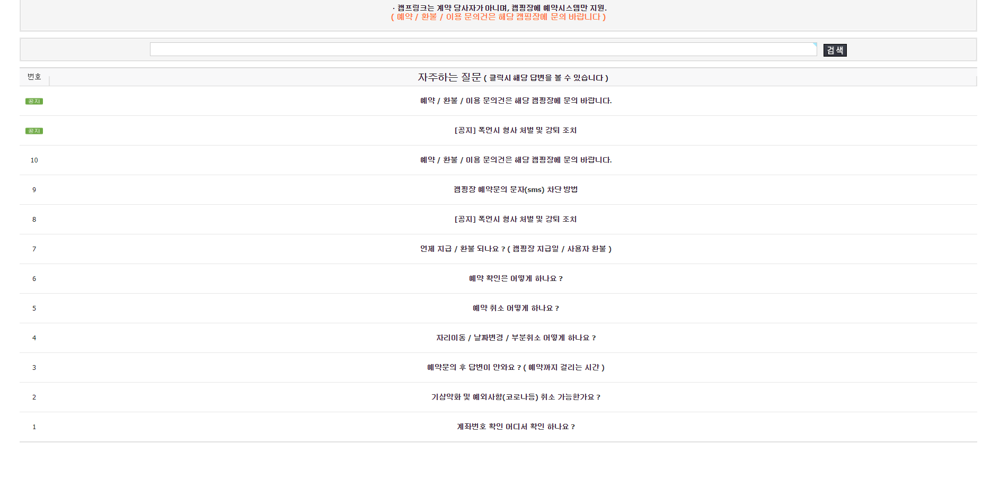 · 캠프링크는 계약 당사자가 아니며, 캠핑장에 예약시스템만 지원.
( 예약 / 환불 / 이용 문의건은 해당 캠핑장에 문의 바랍니다 )
검색
번호 자주하는 질문 ( 클릭시 해당 답변을 볼 수 있습니다 )
공지 예약 / 환불 / 이용 문의건은 해당 캠핑장에 문의 바랍니다.
공지 [공지] 폭언시 형사 처벌 및 강퇴 조치
10 예약 / 환불 / 이용 문의건은 해당 캠핑장에 문의 바랍니다.
9 캠핑장 예약문의 문자(sms) 차단 방법
8 [공지] 폭언시 형사 처벌 및 강퇴 조치
7 언제 지급 / 환불 되나요 ? ( 캠핑장 지급일 / 사용자 환불 )
6 예약 확인은 어떻게 하나요 ?
5 예약 취소 어떻게 하나요 ?
4 자리이동 / 날짜변경 / 부분취소 어떻게 하나요 ?
3 예약문의 후 답변이 안와요 ? ( 예약까지 걸리는 시간 )
2 기상악화 및 예외사항(코로나등) 취소 가능한가요 ?
1 계좌번호 확인 어디서 확인 하나요 ?